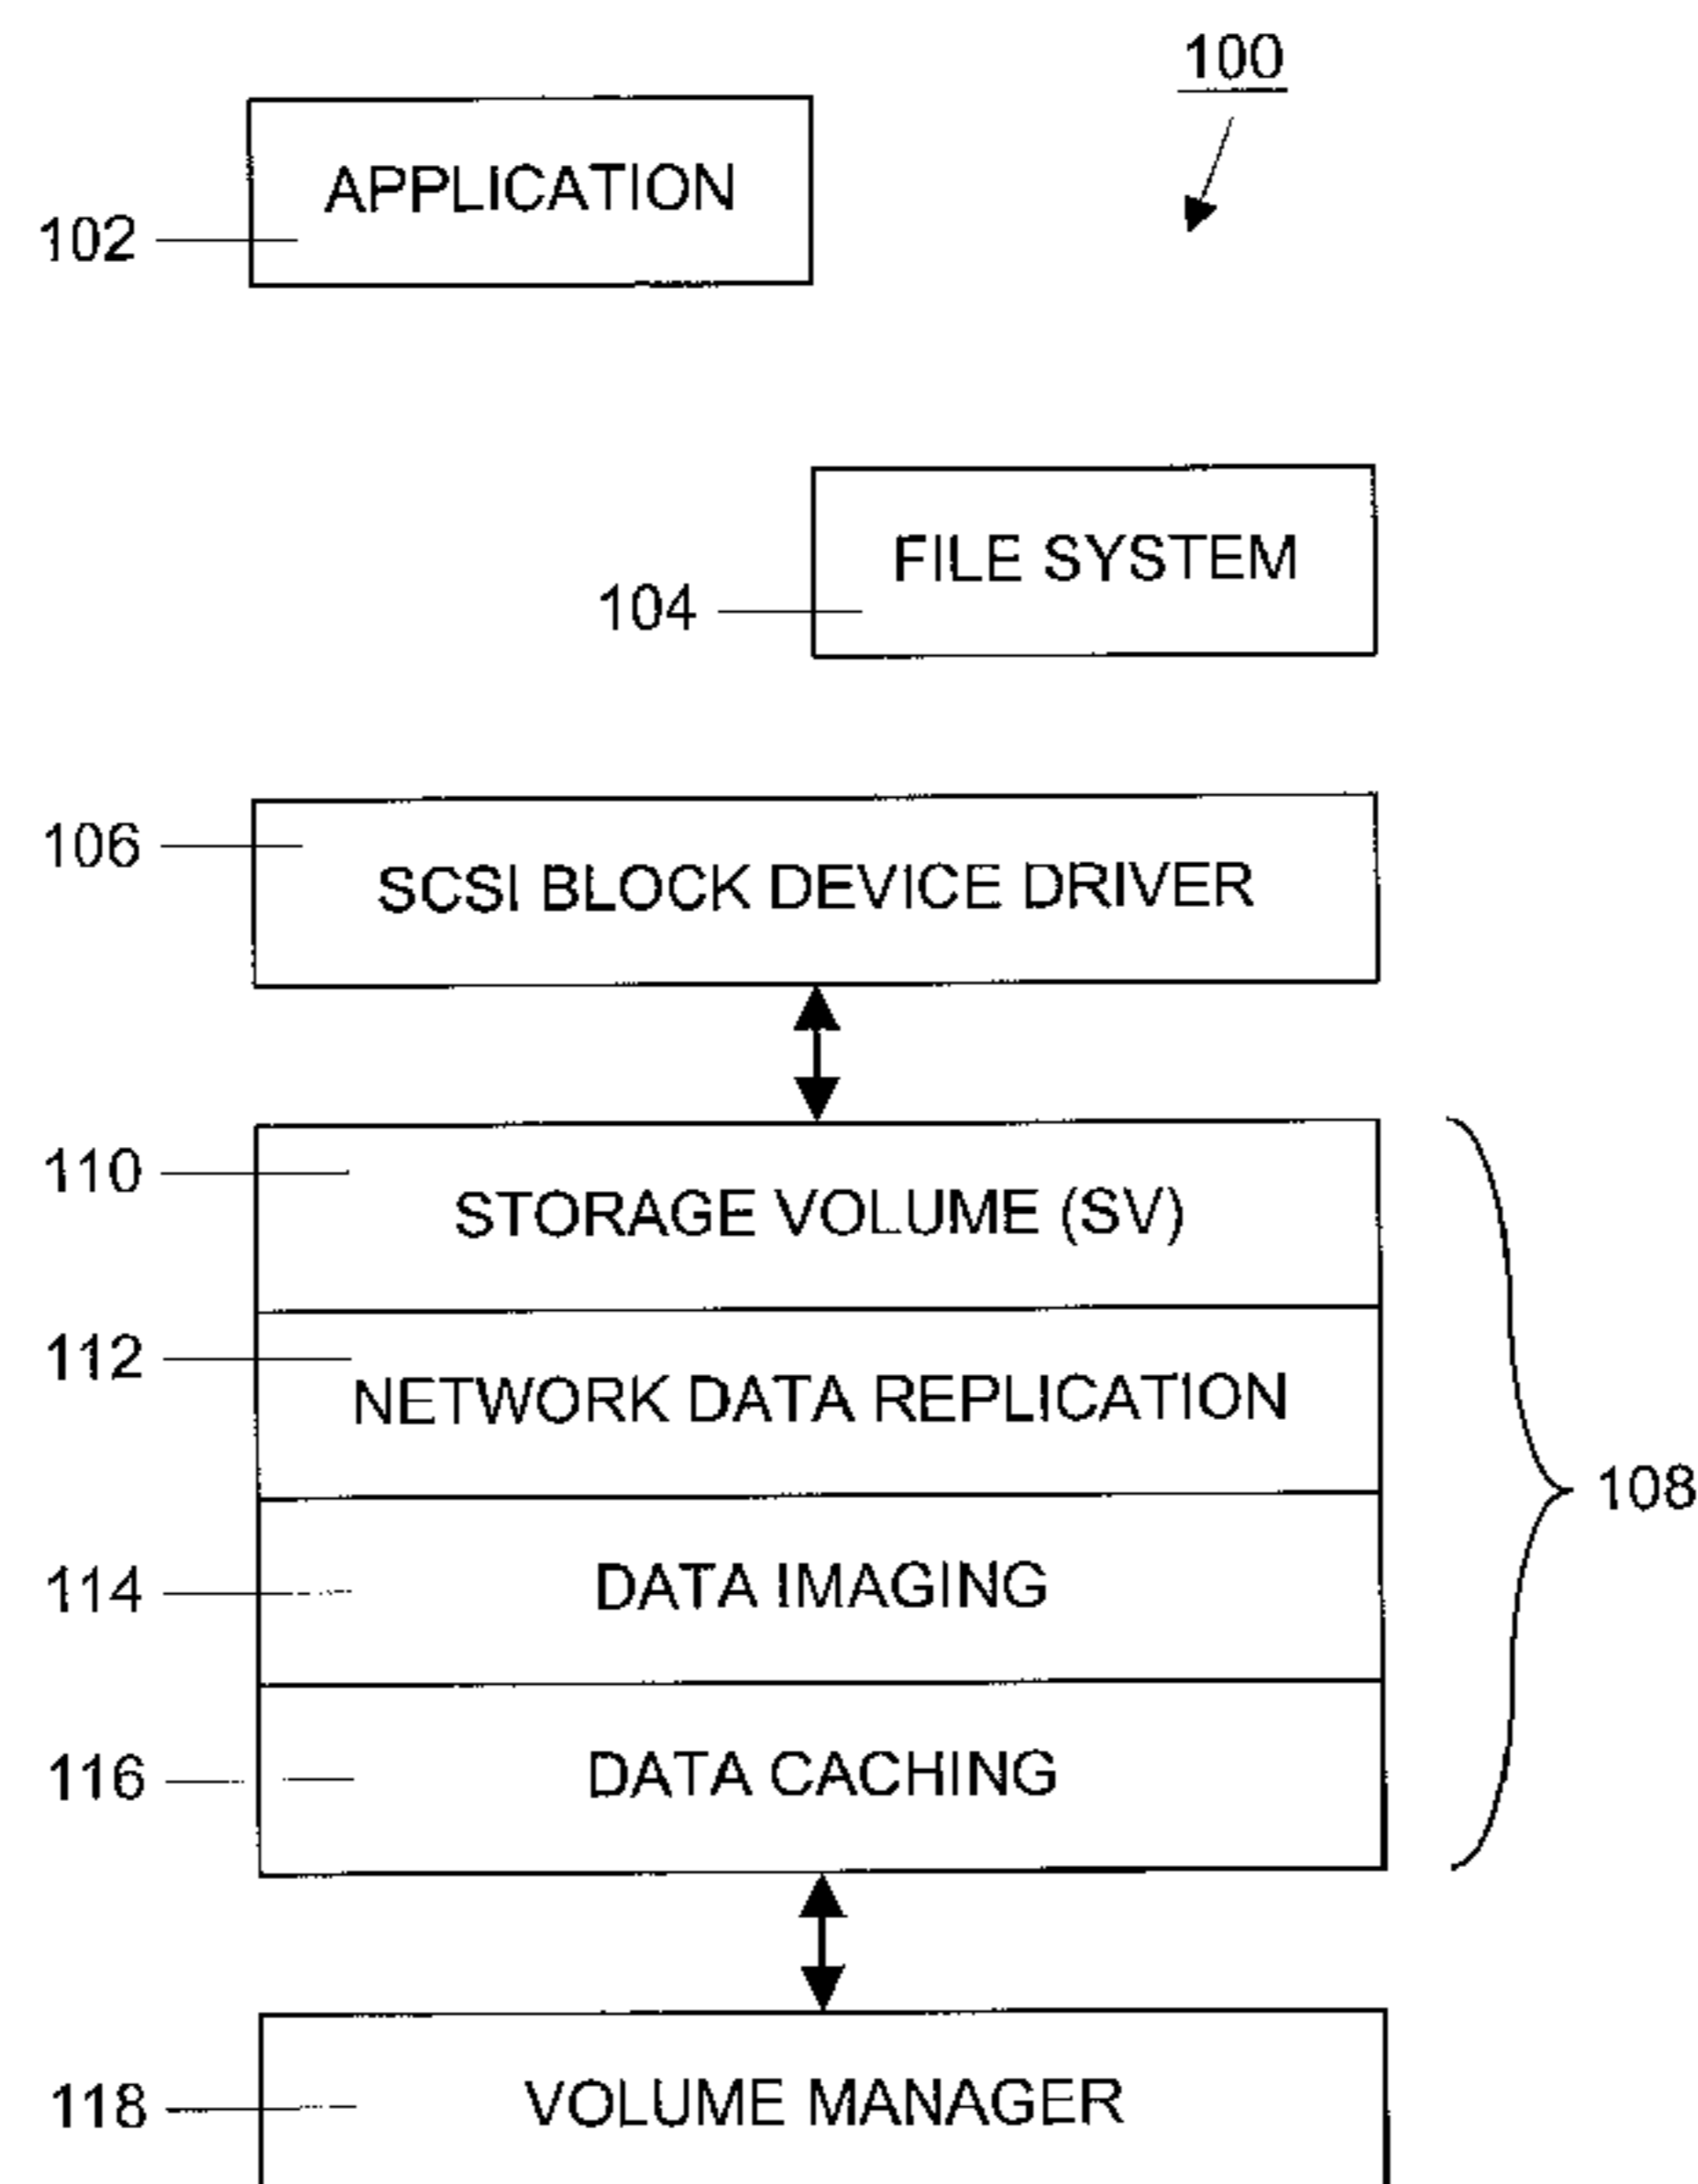 100
APPLICATION
102
FILE SYSTEM
104
106
SCSI BLOCK DEVICE DRIVER
110
STORAGE VOLUME (SV)
112
NETWORK DATA REPLICATION
108
114
DATA IMAGING
116
DATA CACHING
118
VOLUME MANAGER